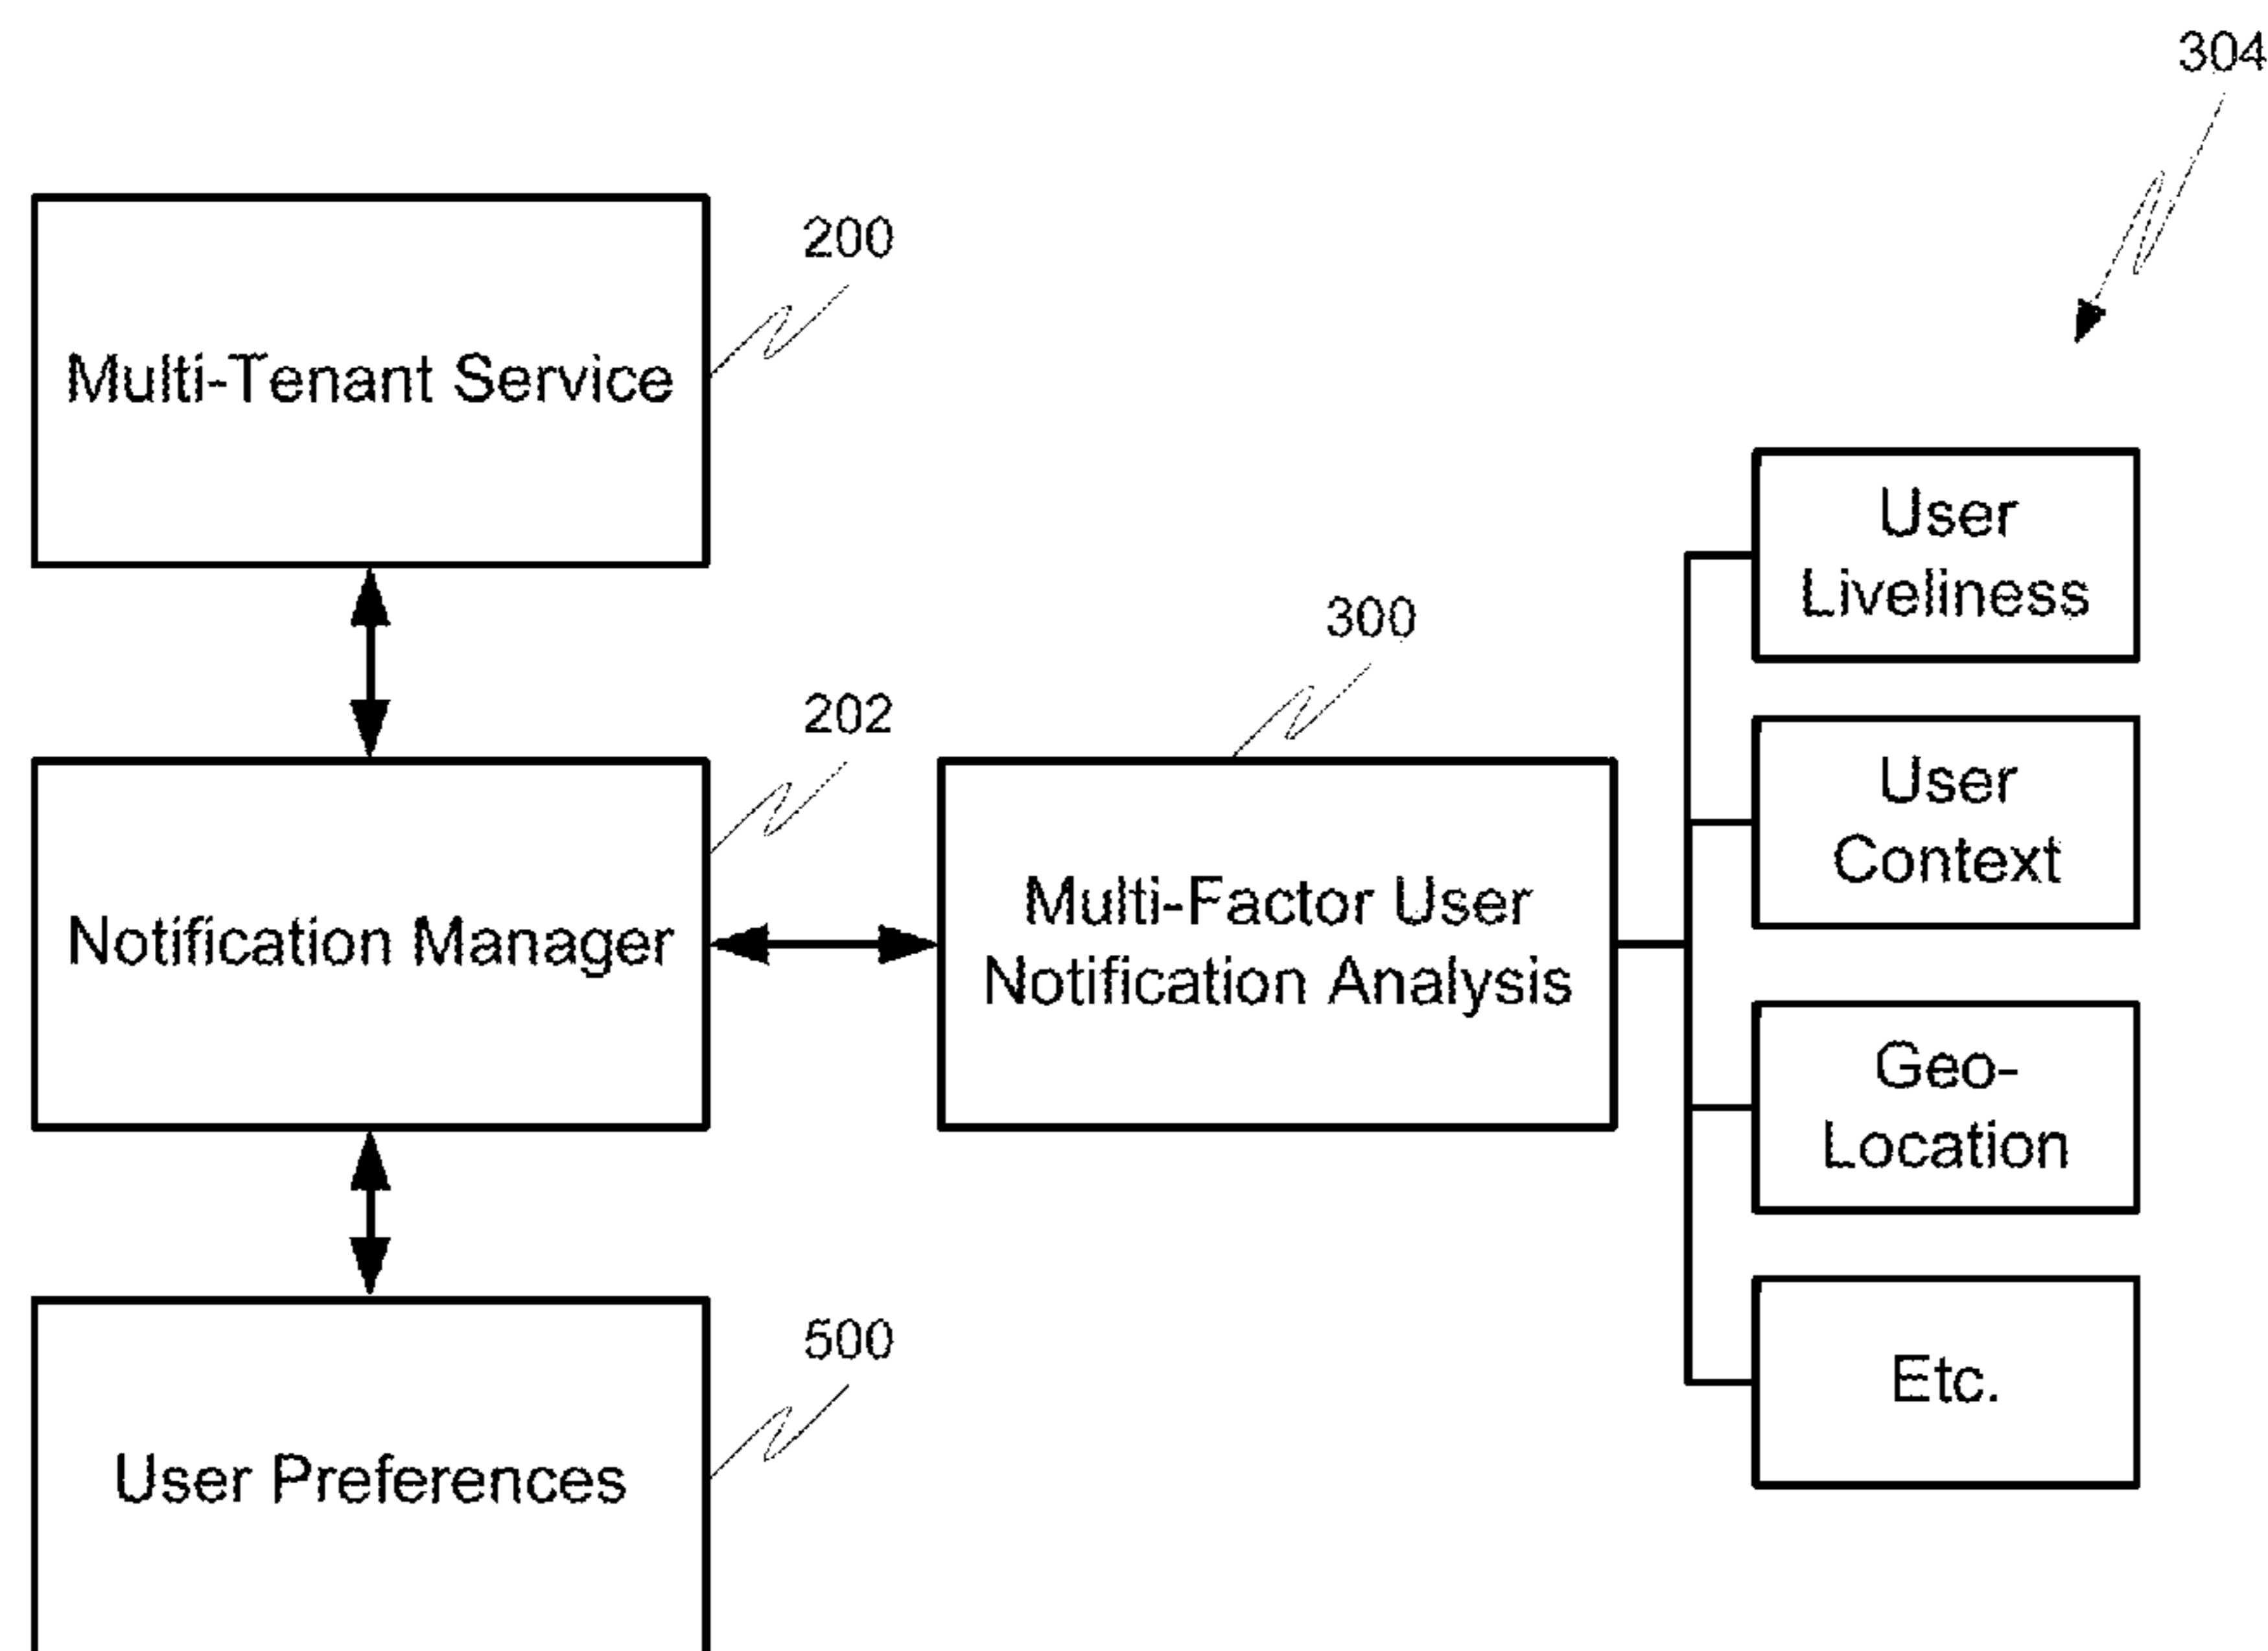 304
200
Multi-Tenant Service
User
Liveliness
300
202
User
Context
Multi-Factor User
Notification Analysis
Notification Manager
Geo-
Location
500
Etc.
User Preferences